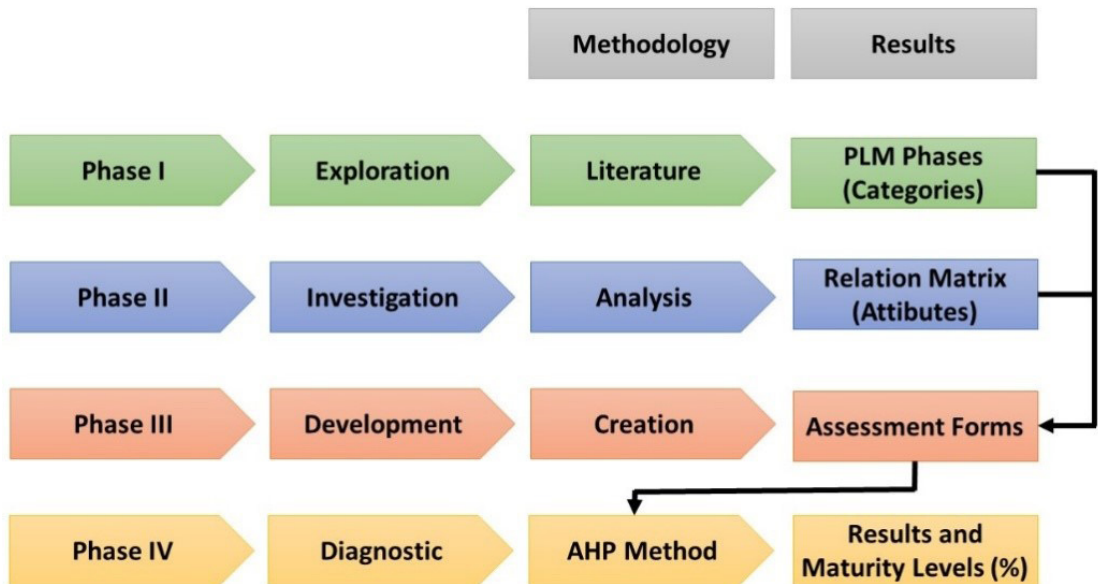 Methodology
Results
Phase I
Exploration
Literature
PLM Phases
(Categories)
Phase II
Investigation
Analysis
Relation Matrix
(Attibutes)
Phase III
Development
Creation
Assessment Forms
Phase IV
Diagnostic
AHP Method
Results and
Maturity Levels (%)